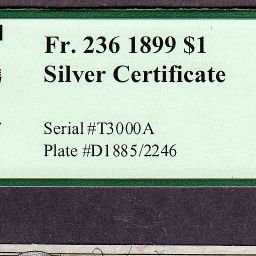 Fr. 236 1899 $1
Silver Certificate
Serial #T3000A
Plate #D1885/2246